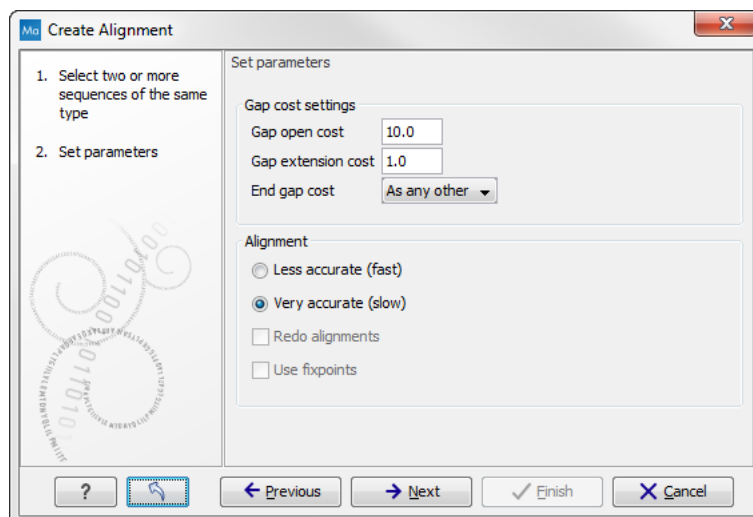 Ma Create Alignment
X
1. Select two or more
sequences of the same
type
2. Set parameters
Set parameters
Gap cost settings
Gap open cost 10.0
Gap extension cost 1.0
End gap cost As any other
Alignment
Less accurate (fast)
Very accurate (slow)
Redo alignments
Use fixpoints
? Previous Next Finish Cancel